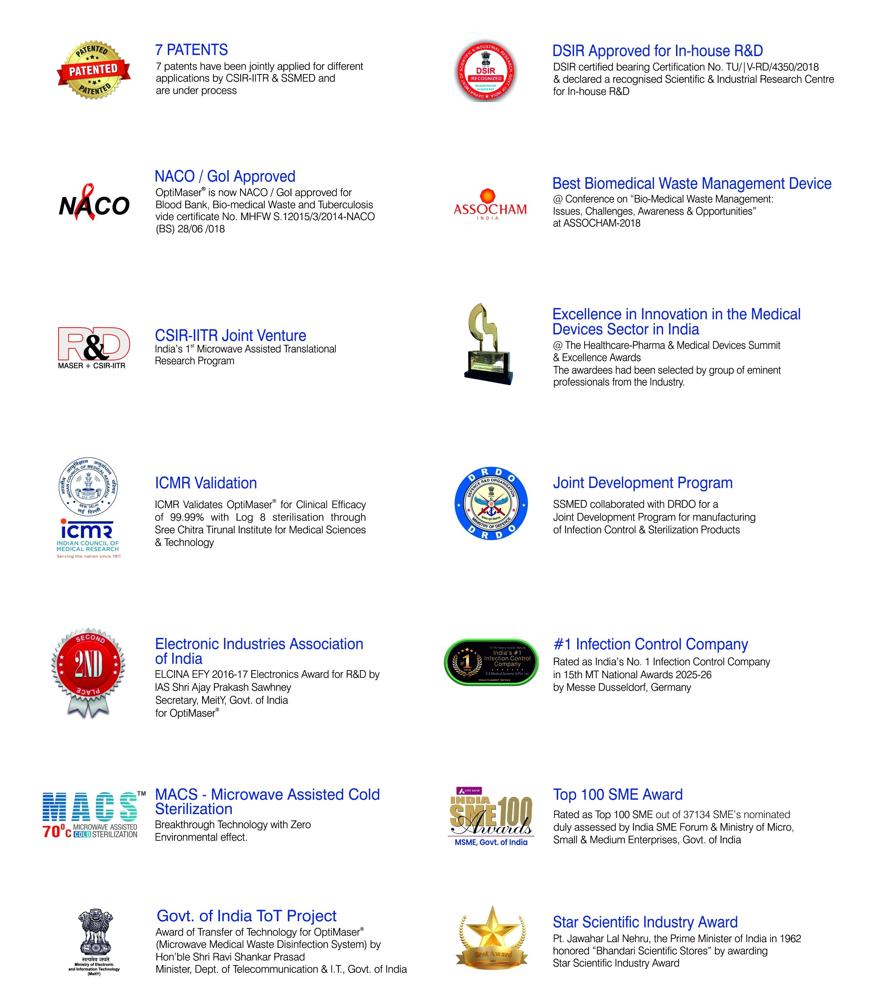 PATENTED
PATENTED
PATENTED
7 PATENTS
7 patents have been jointly applied for different
applications by CSIR-IITR & SSMED and
are under process
DEPARTMENT OF SCIENTIFIC & INDUSTRIAL RESEARCH. GOVT. OF INDIA
DSIR
RECOGNIZED
RECOGNITION FOR
IN-HOUSE R&D
DSIR Approved for In-house R&D
DSIR certified bearing Certification No. TU/|V-RD/4350/2018
& declared a recognised Scientific & Industrial Research Centre
for In-house R&D
NACO
NACO / GoI Approved
OptiMaser® is now NACO / GoI approved for
Blood Bank, Bio-medical Waste and Tuberculosis
vide certificate No. MHFW S.12015/3/2014-NACO
(BS) 28/06 /018
ASSOCHAM
INDIA
Best Biomedical Waste Management Device
@ Conference on “Bio-Medical Waste Management:
Issues, Challenges, Awareness & Opportunities”
at ASSOCHAM-2018
R&D
MASER + CSIR-IITR
CSIR-IITR Joint Venture
India’s 1st Microwave Assisted Translational
Research Program
Excellence in Innovation in the Medical
Devices Sector in India
@ The Healthcare-Pharma & Medical Devices Summit
& Excellence Awards
The awardees had been selected by group of eminent
professionals from the Industry.
भारतीय आयुर्विज्ञान अनुसंधान परिषद
INDIAN COUNCIL OF MEDICAL RESEARCH
NEW DELHI
नई दिल्ली
icmr
INDIAN COUNCIL OF
MEDICAL RESEARCH
Serving the nation since 1911
ICMR Validation
ICMR Validates OptiMaser® for Clinical Efficacy
of 99.99% with Log 8 sterilisation through
Sree Chitra Tirunal Institute for Medical Sciences
& Technology
DRDO
DEFENCE R&D ORGANISATION
MINISTRY OF DEFENCE
DRDO
Joint Development Program
SSMED collaborated with DRDO for a
Joint Development Program for manufacturing
of Infection Control & Sterilization Products
SECOND
2ND
PLACE
Electronic Industries Association
of India
ELCINA EFY 2016-17 Electronics Award for R&D by
IAS Shri Ajay Prakash Sawhney
Secretary, MeitY, Govt. of India
for OptiMaser®
#1
2025-26
15th MT National Awards, 2025-26
India's #1
Infection Control
Company
S S Medical Systems (I) Pvt. Ltd
Messe Dusseldorf, Germany
#1 Infection Control Company
Rated as India’s No. 1 Infection Control Company
in 15th MT National Awards 2025-26
by Messe Dusseldorf, Germany
MACS™
70°C MICROWAVE ASSISTED
COLD STERILIZATION
MACS - Microwave Assisted Cold
Sterilization
Breakthrough Technology with Zero
Environmental effect.
AXIS BANK
INDIA
SME 100
Awards
MSME, Govt. of India
Top 100 SME Award
Rated as Top 100 SME out of 37134 SME’s nominated
duly assessed by India SME Forum & Ministry of Micro,
Small & Medium Enterprises, Govt. of India
सत्यमेव जयते
Ministry of Electronic
and Information Technology
(MeitY)
Govt. of India ToT Project
Award of Transfer of Technology for OptiMaser®
(Microwave Medical Waste Disinfection System) by
Hon’ble Shri Ravi Shankar Prasad
Minister, Dept. of Telecommunication & I.T., Govt. of India
Best Award
Star Scientific Industry Award
Pt. Jawahar Lal Nehru, the Prime Minister of India in 1962
honored “Bhandari Scientific Stores” by awarding
Star Scientific Industry Award